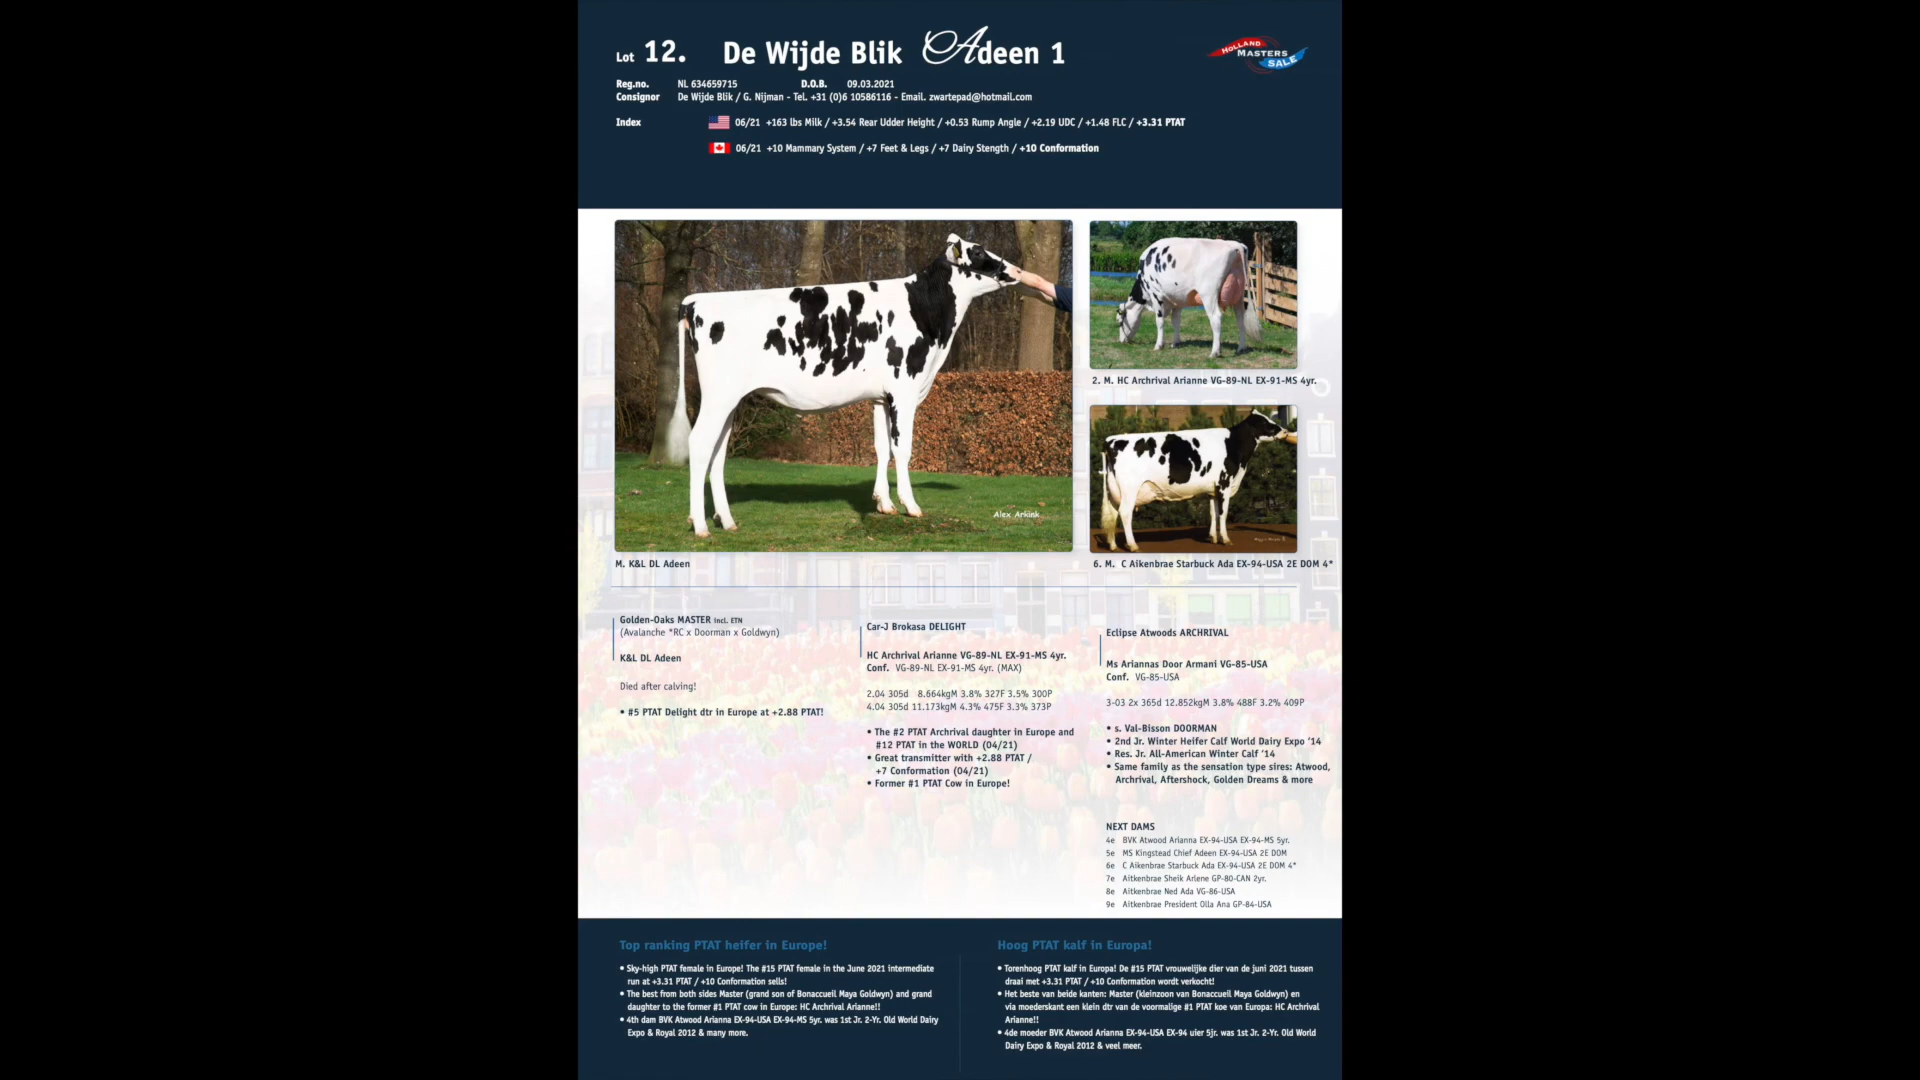 Lot 12. De Wijde Blik Adeen 1
HOLLAND
MASTERS
SALE
Reg.no. NL 634659715 D.O.B. 09.03.2021
Consignor De Wijde Blik / G. Nijman - Tel. +31 (0)6 10586116 - Email. zwartepad@hotmail.com
Index 06/21 +163 lbs Milk / +3.54 Rear Udder Height / +0.53 Rump Angle / +2.19 UDC / +1.48 FLC / +3.31 PTAT
06/21 +10 Mammary System / +7 Feet & Legs / +7 Dairy Stength / +10 Conformation
Alex Arkink
2. M. HC Archrival Arianne VG-89-NL EX-91-MS 4yr.
M. K&L DL Adeen
6. M. C Aikenbrae Starbuck Ada EX-94-USA 2E DOM 4*
Golden-Oaks MASTER incl. ETN
(Avalanche *RC x Doorman x Goldwyn)
K&L DL Adeen
Died after calving!
• #5 PTAT Delight dtr in Europe at +2.88 PTAT!
Car-J Brokasa DELIGHT
HC Archrival Arianne VG-89-NL EX-91-MS 4yr.
Conf. VG-89-NL EX-91-MS 4yr. (MAX)
2.04 305d 8.664kgM 3.8% 327F 3.5% 300P
4.04 305d 11.173kgM 4.3% 475F 3.3% 373P
• The #2 PTAT Archrival daughter in Europe and
#12 PTAT in the WORLD (04/21)
• Great transmitter with +2.88 PTAT /
+7 Conformation (04/21)
• Former #1 PTAT Cow in Europe!
Eclipse Atwoods ARCHRIVAL
Ms Ariannas Door Armani VG-85-USA
Conf. VG-85-USA
3-03 2x 365d 12.852kgM 3.8% 488F 3.2% 409P
• s. Val-Bisson DOORMAN
• 2nd Jr. Winter Heifer Calf World Dairy Expo '14
• Res. Jr. All-American Winter Calf '14
• Same family as the sensation type sires: Atwood,
Archrival, Aftershock, Golden Dreams & more
NEXT DAMS
4e BVK Atwood Arianna EX-94-USA EX-94-MS 5yr.
5e MS Kingstead Chief Adeen EX-94-USA 2E DOM
6e C Aikenbrae Starbuck Ada EX-94-USA 2E DOM 4*
7e Aitkenbrae Sheik Arlene GP-80-CAN 2yr.
8e Aitkenbrae Ned Ada VG-86-USA
9e Aitkenbrae President Olla Ana GP-84-USA
Top ranking PTAT heifer in Europe!
• Sky-high PTAT female in Europe! The #15 PTAT female in the June 2021 intermediate
run at +3.31 PTAT / +10 Conformation sells!
• The best from both sides Master (grand son of Bonaccueil Maya Goldwyn) and grand
daughter to the former #1 PTAT cow in Europe: HC Archrival Arianne!!
• 4th dam BVK Atwood Arianna EX-94-USA EX-94-MS 5yr. was 1st Jr. 2-Yr. Old World Dairy
Expo & Royal 2012 & many more.
Hoog PTAT kalf in Europa!
• Torenhoog PTAT kalf in Europa! De #15 PTAT vrouwelijke dier van de juni 2021 tussen
draai met +3.31 PTAT / +10 Conformation wordt verkocht!
• Het beste van beide kanten: Master (kleinzoon van Bonaccueil Maya Goldwyn) en
via moederskant een klein dtr van de voormalige #1 PTAT koe van Europa: HC Archrival
Arianne!!
• 4de moeder BVK Atwood Arianna EX-94-USA EX-94 uier 5jr. was 1st Jr. 2-Yr. Old World
Dairy Expo & Royal 2012 & veel meer.